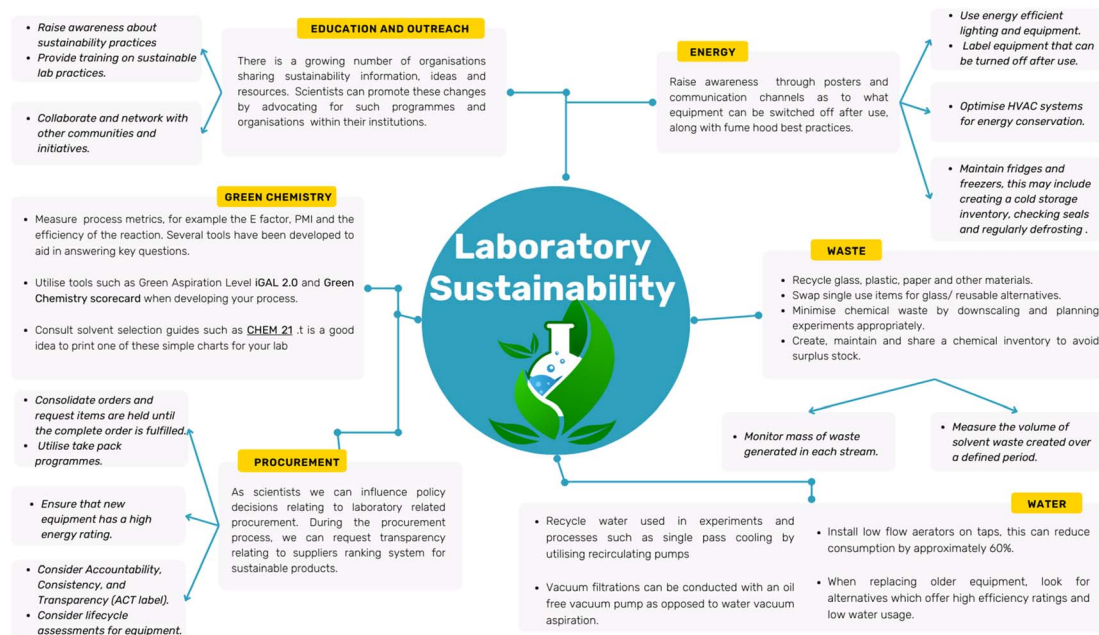 Laboratory
Sustainability
EDUCATION AND OUTREACH
There is a growing number of organisations
sharing sustainability information, ideas and
resources. Scientists can promote these changes
by advocating for such programmes and
organisations within their institutions.
• Raise awareness about
sustainability practices
• Provide training on sustainable
lab practices.
• Collaborate and network with
other communities and
initiatives.
ENERGY
Raise awareness through posters and
communication channels as to what
equipment can be switched off after use,
along with fume hood best practices.
• Use energy efficient
lighting and equipment.
• Label equipment that can
be turned off after use.
• Optimise HVAC systems
for energy conservation.
• Maintain fridges and
freezers, this may include
creating a cold storage
inventory, checking seals
and regularly defrosting .
GREEN CHEMISTRY
• Measure process metrics, for example the E factor, PMI and the
efficiency of the reaction. Several tools have been developed to
aid in answering key questions.
• Utilise tools such as Green Aspiration Level iGAL 2.0 and Green
Chemistry scorecard when developing your process.
• Consult solvent selection guides such as CHEM 21 .t is a good
idea to print one of these simple charts for your lab
WASTE
• Recycle glass, plastic, paper and other materials.
• Swap single use items for glass/ reusable alternatives.
• Minimise chemical waste by downscaling and planning
experiments appropriately.
• Create, maintain and share a chemical inventory to avoid
surplus stock.
• Monitor mass of waste
generated in each stream.
• Measure the volume of
solvent waste created over
a defined period.
PROCUREMENT
As scientists we can influence policy
decisions relating to laboratory related
procurement. During the procurement
process, we can request transparency
relating to suppliers ranking system for
sustainable products.
• Consolidate orders and
request items are held until
the complete order is fulfilled.
• Utilise take pack
programmes.
• Ensure that new
equipment has a high
energy rating.
• Consider Accountability,
Consistency, and
Transparency (ACT label).
• Consider lifecycle
assessments for equipment.
WATER
• Recycle water used in experiments and
processes such as single pass cooling by
utilising recirculating pumps
• Vacuum filtrations can be conducted with an oil
free vacuum pump as opposed to water vacuum
aspiration.
• Install low flow aerators on taps, this can reduce
consumption by approximately 60%.
• When replacing older equipment, look for
alternatives which offer high efficiency ratings and
low water usage.